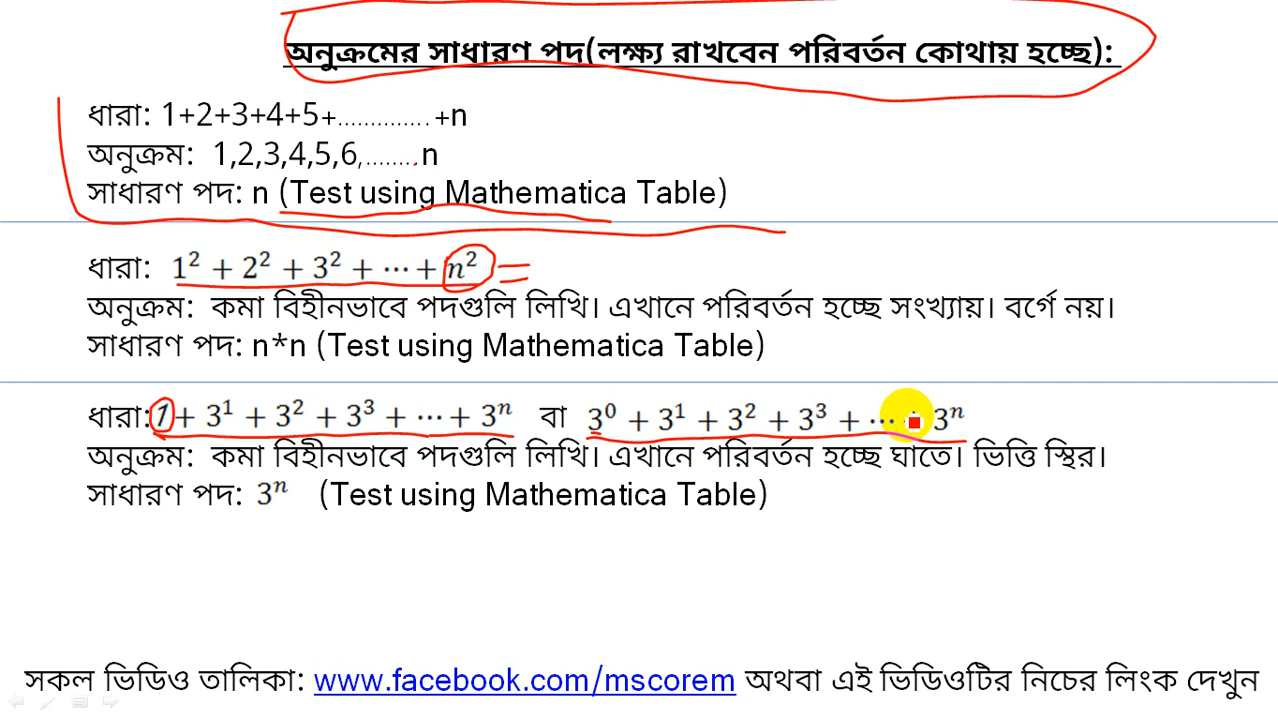 অনুক্রমের সাধারণ পদ(লক্ষ্য রাখবেন পরিবর্তন কোথায় হচ্ছে):
ধারা: 1+2+3+4+5+.............. +n
অনুক্রম: 1,2,3,4,5,6,........n
সাধারণ পদ: n (Test using Mathematica Table)
ধারা: 1² + 2² + 3² + ⋯ + n² =
অনুক্রম: কমা বিহীনভাবে পদগুলি লিখি। এখানে পরিবর্তন হচ্ছে সংখ্যায়। বর্গে নয়।
সাধারণ পদ: n*n (Test using Mathematica Table)
ধারা: 1 + 3¹ + 3² + 3³ + ⋯ + 3ⁿ বা 3⁰ + 3¹ + 3² + 3³ + ⋯ + 3ⁿ
অনুক্রম: কমা বিহীনভাবে পদগুলি লিখি। এখানে পরিবর্তন হচ্ছে ঘাতে। ভিত্তি স্থির।
সাধারণ পদ: 3ⁿ (Test using Mathematica Table)
সকল ভিডিও তালিকা: www.facebook.com/mscorem অথবা এই ভিডিওটির নিচের লিংক দেখুন